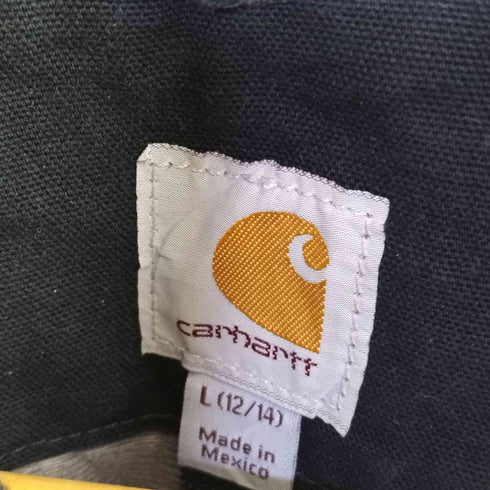 carhartt
L (12/14)
Made in
Mexico